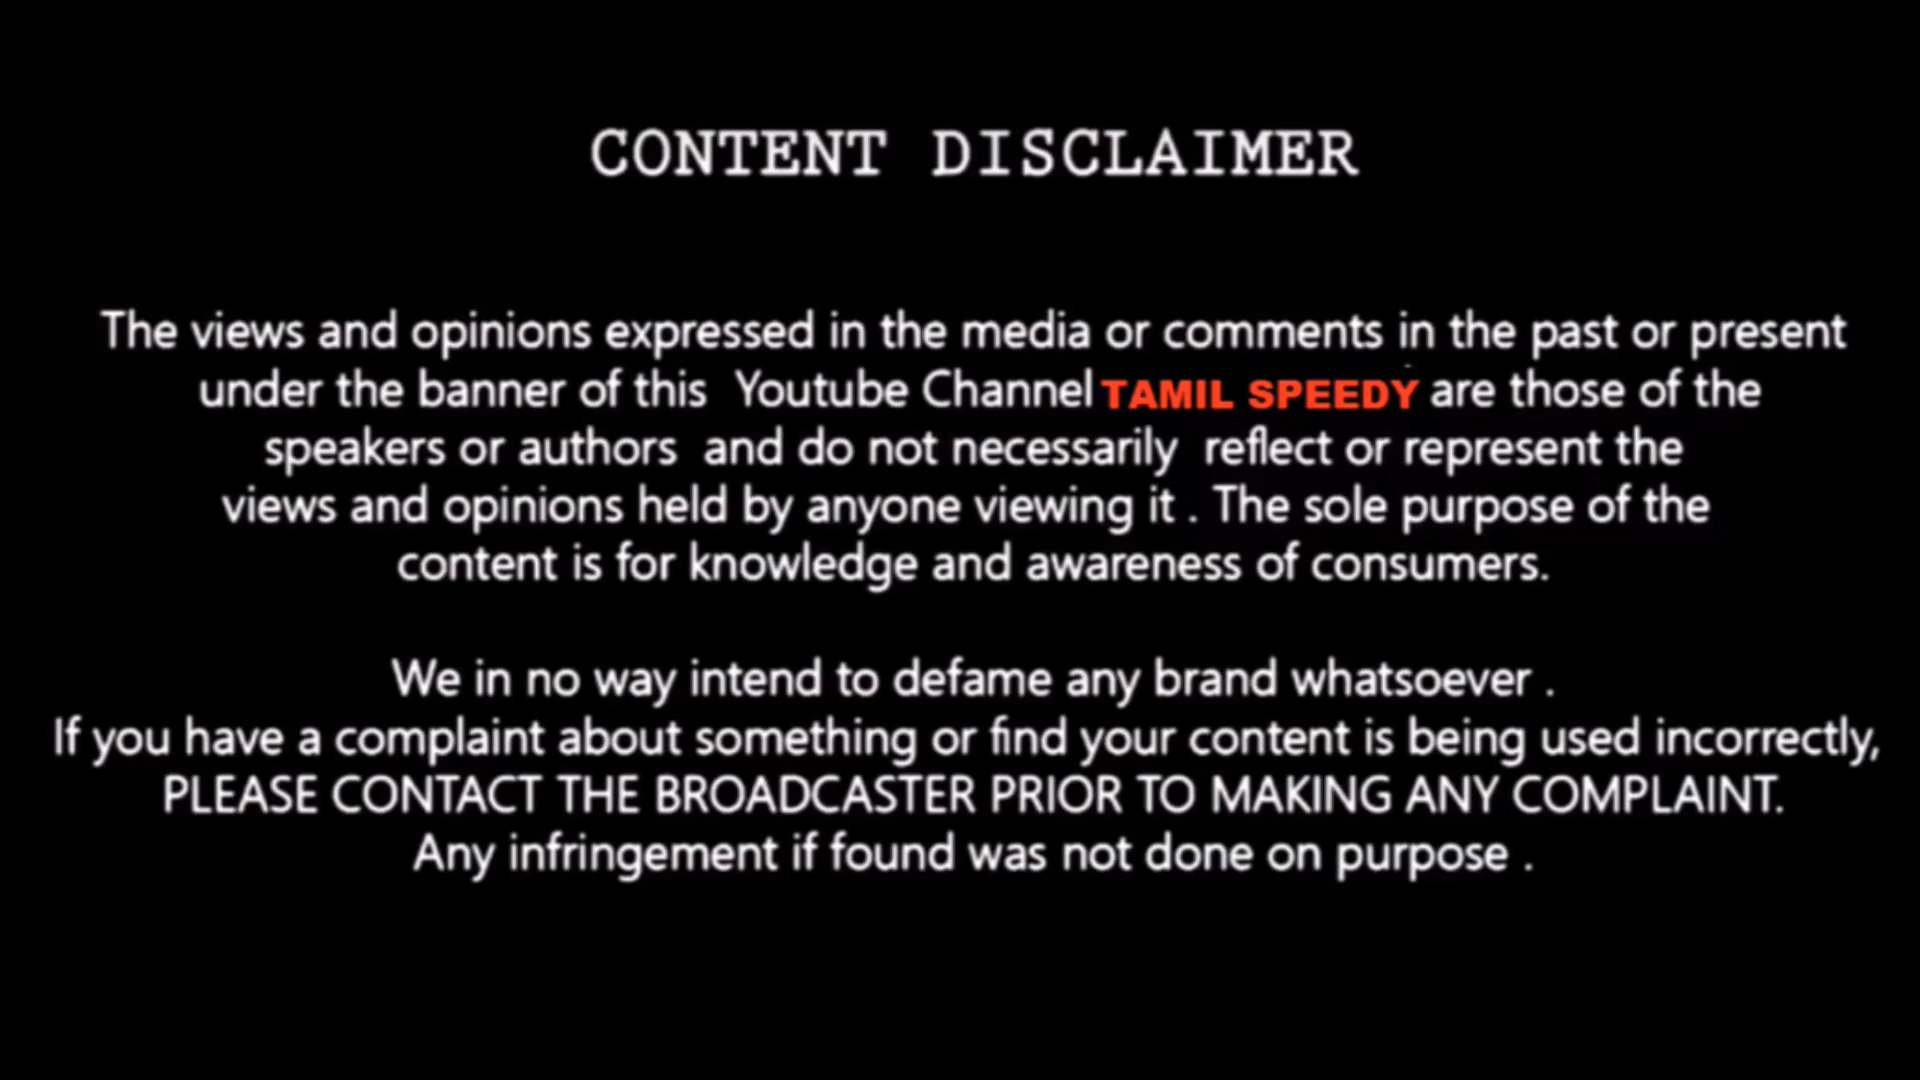 CONTENT DISCLAIMER
The views and opinions expressed in the media or comments in the past or present
under the banner of this Youtube Channel TAMIL SPEEDY are those of the
speakers or authors and do not necessarily reflect or represent the
views and opinions held by anyone viewing it . The sole purpose of the
content is for knowledge and awareness of consumers.
We in no way intend to defame any brand whatsoever .
If you have a complaint about something or find your content is being used incorrectly,
PLEASE CONTACT THE BROADCASTER PRIOR TO MAKING ANY COMPLAINT.
Any infringement if found was not done on purpose .